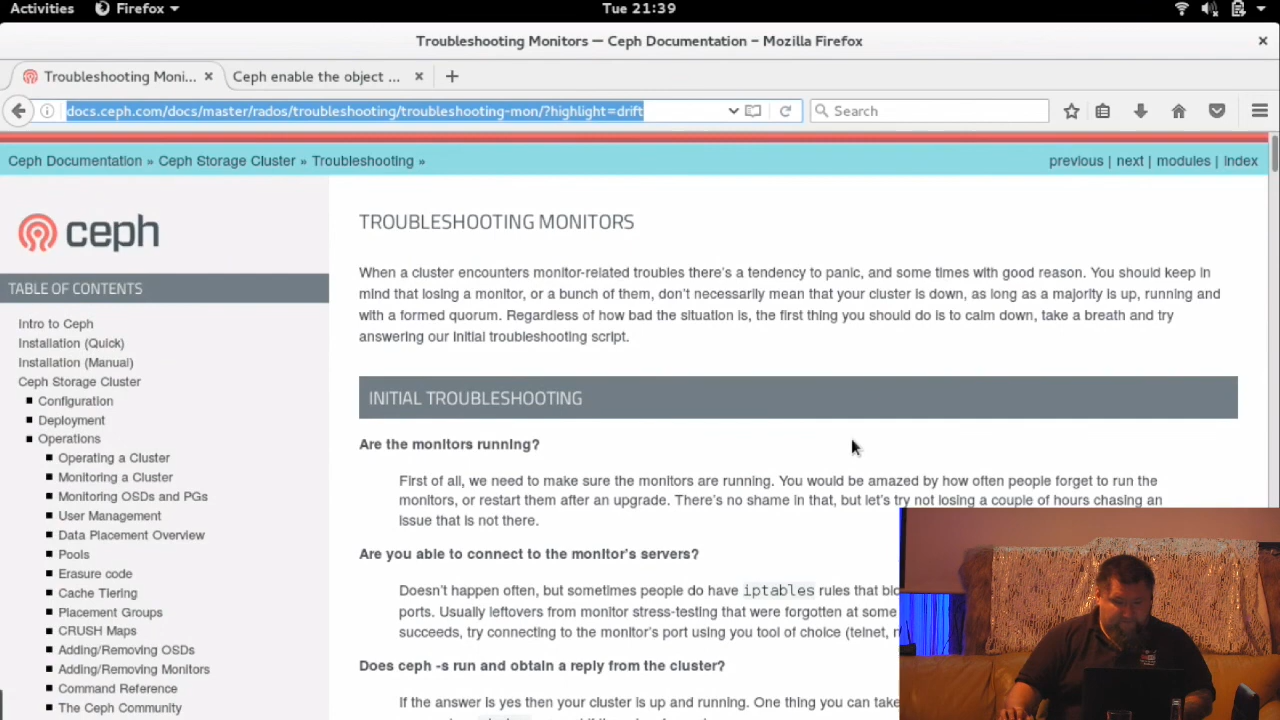 Activities Firefox Tue 21:39
Troubleshooting Monitors — Ceph Documentation – Mozilla Firefox
Troubleshooting Moni... Ceph enable the object ...
docs.ceph.com/docs/master/rados/troubleshooting/troubleshooting-mon/?highlight=drift Search
Ceph Documentation » Ceph Storage Cluster » Troubleshooting » previous | next | modules | index
ceph
TABLE OF CONTENTS
Intro to Ceph
Installation (Quick)
Installation (Manual)
Ceph Storage Cluster
Configuration
Deployment
Operations
Operating a Cluster
Monitoring a Cluster
Monitoring OSDs and PGs
User Management
Data Placement Overview
Pools
Erasure code
Cache Tiering
Placement Groups
CRUSH Maps
Adding/Removing OSDs
Adding/Removing Monitors
Command Reference
The Ceph Community
TROUBLESHOOTING MONITORS
When a cluster encounters monitor-related troubles there's a tendency to panic, and some times with good reason. You should keep in
mind that losing a monitor, or a bunch of them, don't necessarily mean that your cluster is down, as long as a majority is up, running and
with a formed quorum. Regardless of how bad the situation is, the first thing you should do is to calm down, take a breath and try
answering our initial troubleshooting script.
INITIAL TROUBLESHOOTING
Are the monitors running?
First of all, we need to make sure the monitors are running. You would be amazed by how often people forget to run the
monitors, or restart them after an upgrade. There's no shame in that, but let's try not losing a couple of hours chasing an
issue that is not there.
Are you able to connect to the monitor's servers?
Doesn't happen often, but sometimes people do have iptables rules that
ports. Usually leftovers from monitor stress-testing that were forgotten at some
succeeds, try connecting to the monitor's port using you tool of choice (telnet,
Does ceph -s run and obtain a reply from the cluster?
If the answer is yes then your cluster is up and running. One thing you can take